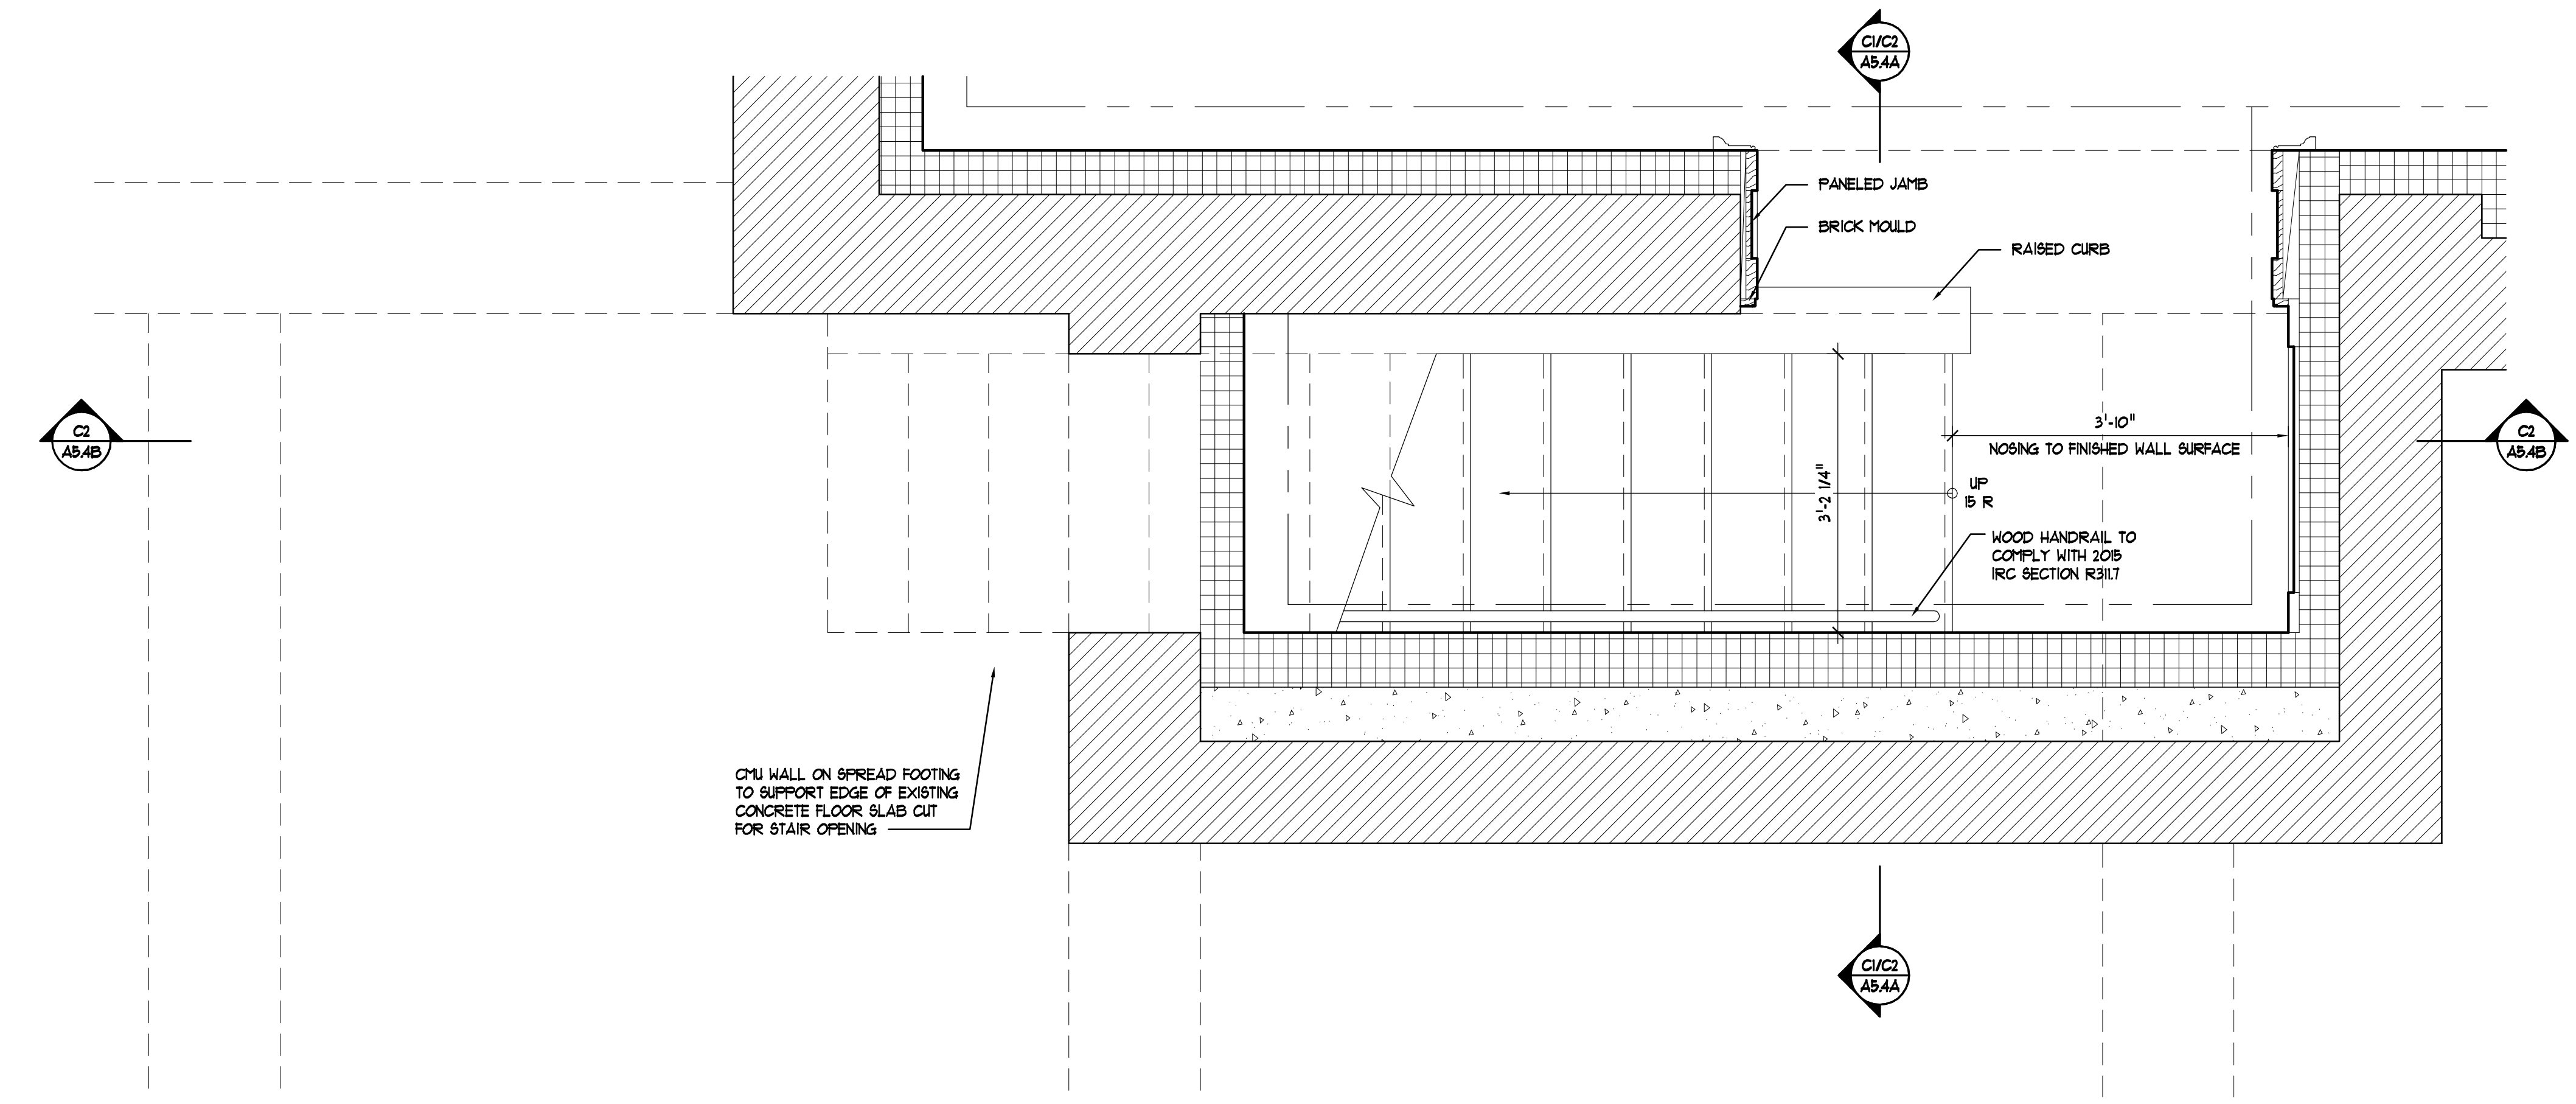 C1/C2
A5.4A
PANELED JAMB
BRICK MOULD
RAISED CURB
C2
A5.4B
3'-10"
NOSING TO FINISHED WALL SURFACE
C2
A5.4B
3'-2 1/4"
UP
15 R
WOOD HANDRAIL TO
COMPLY WITH 2015
IRC SECTION R311.7
CMU WALL ON SPREAD FOOTING
TO SUPPORT EDGE OF EXISTING
CONCRETE FLOOR SLAB CUT
FOR STAIR OPENING
C1/C2
A5.4A